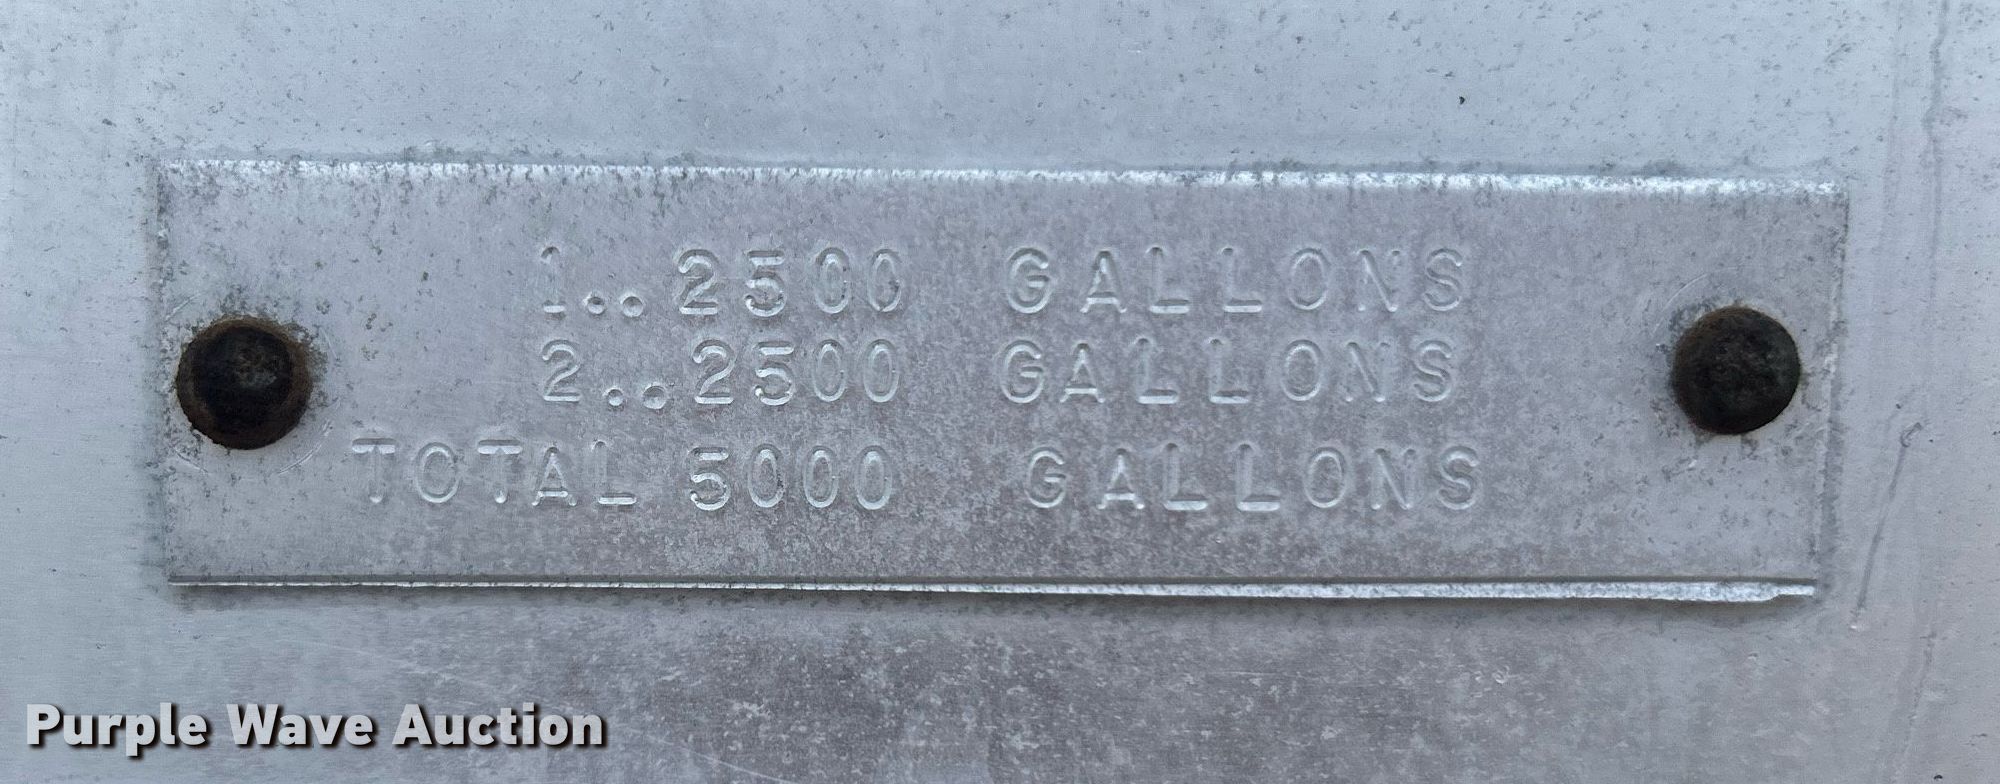 1..2500 GALLONS
2..2500 GALLONS
TOTAL 5000 GALLONS
Purple Wave Auction